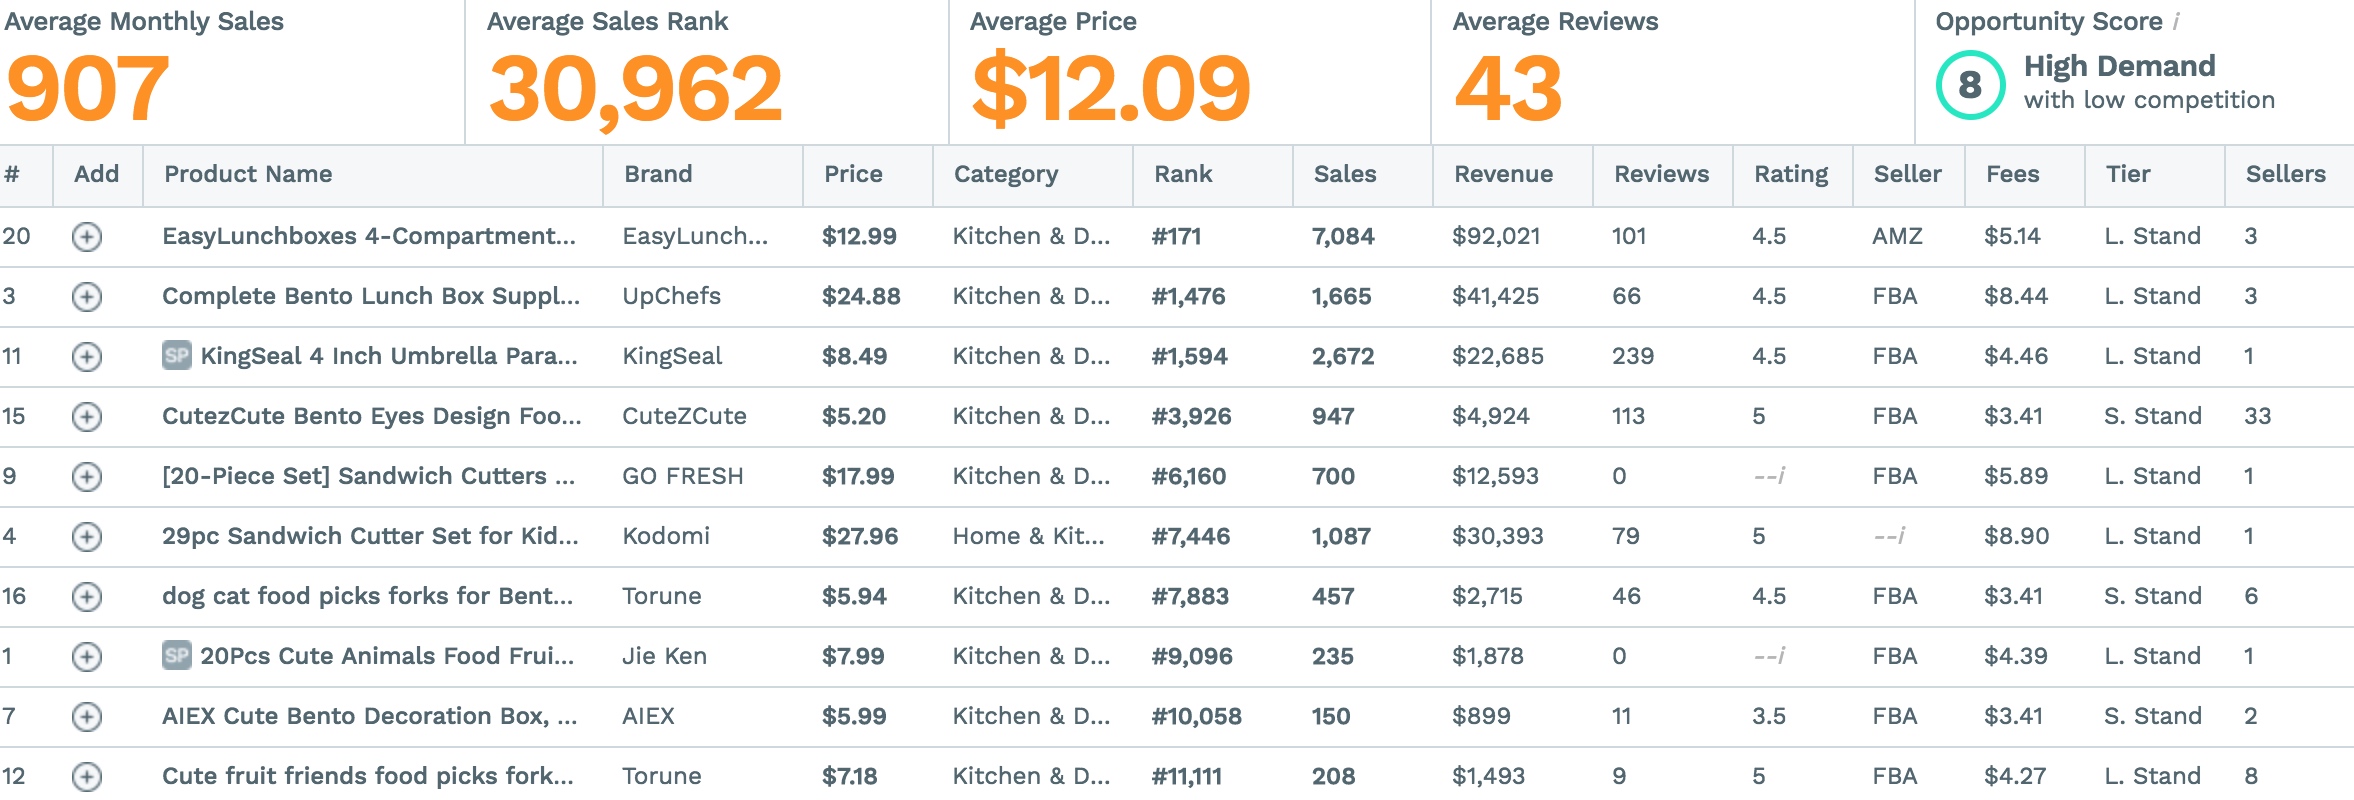 Average Monthly Sales Average Sales Rank Average Price Average Reviews Opportunity Score i
907 30,962 $12.09 43 8 High Demand
with low competition
# Add Product Name Brand Price Category Rank Sales Revenue Reviews Rating Seller Fees Tier Sellers
20 EasyLunchboxes 4-Compartment... EasyLunch... $12.99 Kitchen & D... #171 7,084 $92,021 101 4.5 AMZ $5.14 L. Stand 3
3 Complete Bento Lunch Box Suppl... UpChefs $24.88 Kitchen & D... #1,476 1,665 $41,425 66 4.5 FBA $8.44 L. Stand 3
11 SP KingSeal 4 Inch Umbrella Para... KingSeal $8.49 Kitchen & D... #1,594 2,672 $22,685 239 4.5 FBA $4.46 L. Stand 1
15 CutezCute Bento Eyes Design Foo... CuteZCute $5.20 Kitchen & D... #3,926 947 $4,924 113 5 FBA $3.41 S. Stand 33
9 [20-Piece Set] Sandwich Cutters ... GO FRESH $17.99 Kitchen & D... #6,160 700 $12,593 0 --i FBA $5.89 L. Stand 1
4 29pc Sandwich Cutter Set for Kid... Kodomi $27.96 Home & Kit... #7,446 1,087 $30,393 79 5 --i $8.90 L. Stand 1
16 dog cat food picks forks for Bent... Torune $5.94 Kitchen & D... #7,883 457 $2,715 46 4.5 FBA $3.41 S. Stand 6
1 SP 20Pcs Cute Animals Food Frui... Jie Ken $7.99 Kitchen & D... #9,096 235 $1,878 0 --i FBA $4.39 L. Stand 1
7 AIEX Cute Bento Decoration Box, ... AIEX $5.99 Kitchen & D... #10,058 150 $899 11 3.5 FBA $3.41 S. Stand 2
12 Cute fruit friends food picks fork... Torune $7.18 Kitchen & D... #11,111 208 $1,493 9 5 FBA $4.27 L. Stand 8